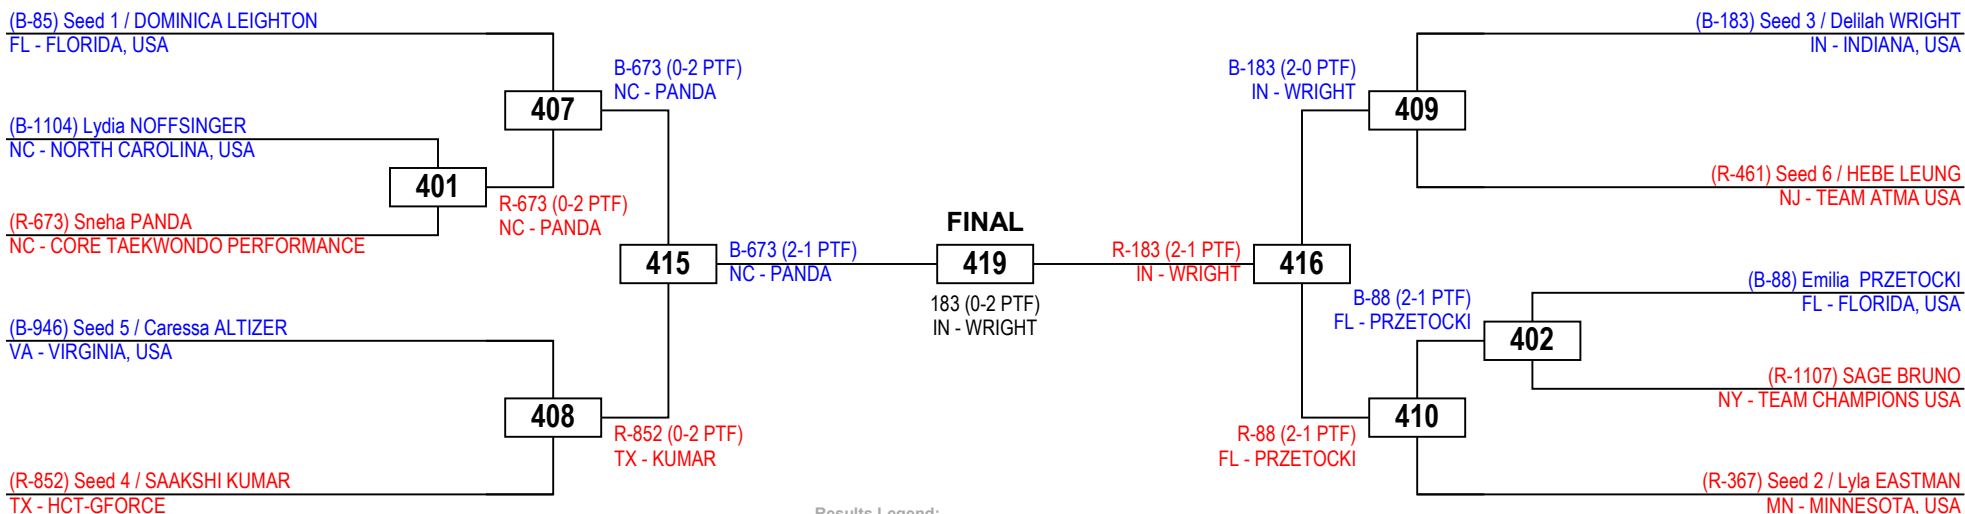 (B-85) Seed 1 / DOMINICA LEIGHTON
FL - FLORIDA, USA
(B-1104) Lydia NOFFSINGER
NC - NORTH CAROLINA, USA
(R-673) Sneha PANDA
NC - CORE TAEKWONDO PERFORMANCE
(B-946) Seed 5 / Caressa ALTIZER
VA - VIRGINIA, USA
(R-852) Seed 4 / SAAKSHI KUMAR
TX - HCT-GFORCE
401
R-673 (0-2 PTF)
NC - PANDA
407
B-673 (0-2 PTF)
NC - PANDA
408
R-852 (0-2 PTF)
TX - KUMAR
415
B-673 (2-1 PTF)
NC - PANDA
FINAL
419
183 (0-2 PTF)
IN - WRIGHT
R-183 (2-1 PTF)
IN - WRIGHT
416
B-183 (2-0 PTF)
IN - WRIGHT
409
R-88 (2-1 PTF)
FL - PRZETOCKI
410
B-88 (2-1 PTF)
FL - PRZETOCKI
402
(B-183) Seed 3 / Delilah WRIGHT
IN - INDIANA, USA
(R-461) Seed 6 / HEBE LEUNG
NJ - TEAM ATMA USA
(B-88) Emilia  PRZETOCKI
FL - FLORIDA, USA
(R-1107) SAGE BRUNO
NY - TEAM CHAMPIONS USA
(R-367) Seed 2 / Lyla EASTMAN
MN - MINNESOTA, USA
Results Legend: